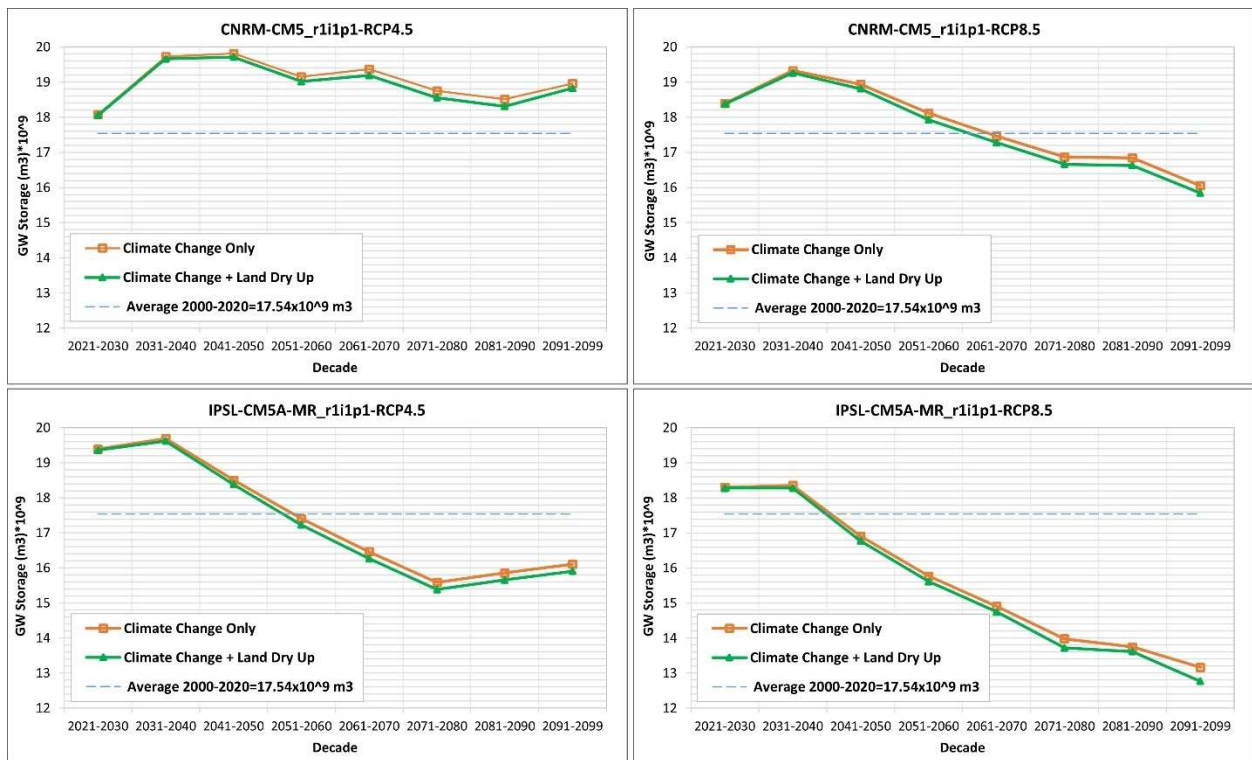 CNRM-CM5_r1i1p1-RCP4.5
GW Storage (m3)*10^9
20
19
18
17
16
15
14
13
12
Climate Change Only
Climate Change + Land Dry Up
Average 2000-2020=17.54x10^9 m3
2021-2030 2031-2040 2041-2050 2051-2060 2061-2070 2071-2080 2081-2090 2091-2099
Decade
CNRM-CM5_r1i1p1-RCP8.5
GW Storage (m3)*10^9
20
19
18
17
16
15
14
13
12
Climate Change Only
Climate Change + Land Dry Up
Average 2000-2020=17.54x10^9 m3
2021-2030 2031-2040 2041-2050 2051-2060 2061-2070 2071-2080 2081-2090 2091-2099
Decade
IPSL-CM5A-MR_r1i1p1-RCP4.5
GW Storage (m3)*10^9
20
19
18
17
16
15
14
13
12
Climate Change Only
Climate Change + Land Dry Up
Average 2000-2020=17.54x10^9 m3
2021-2030 2031-2040 2041-2050 2051-2060 2061-2070 2071-2080 2081-2090 2091-2099
Decade
IPSL-CM5A-MR_r1i1p1-RCP8.5
GW Storage (m3)*10^9
20
19
18
17
16
15
14
13
12
Climate Change Only
Climate Change + Land Dry Up
Average 2000-2020=17.54x10^9 m3
2021-2030 2031-2040 2041-2050 2051-2060 2061-2070 2071-2080 2081-2090 2091-2099
Decade